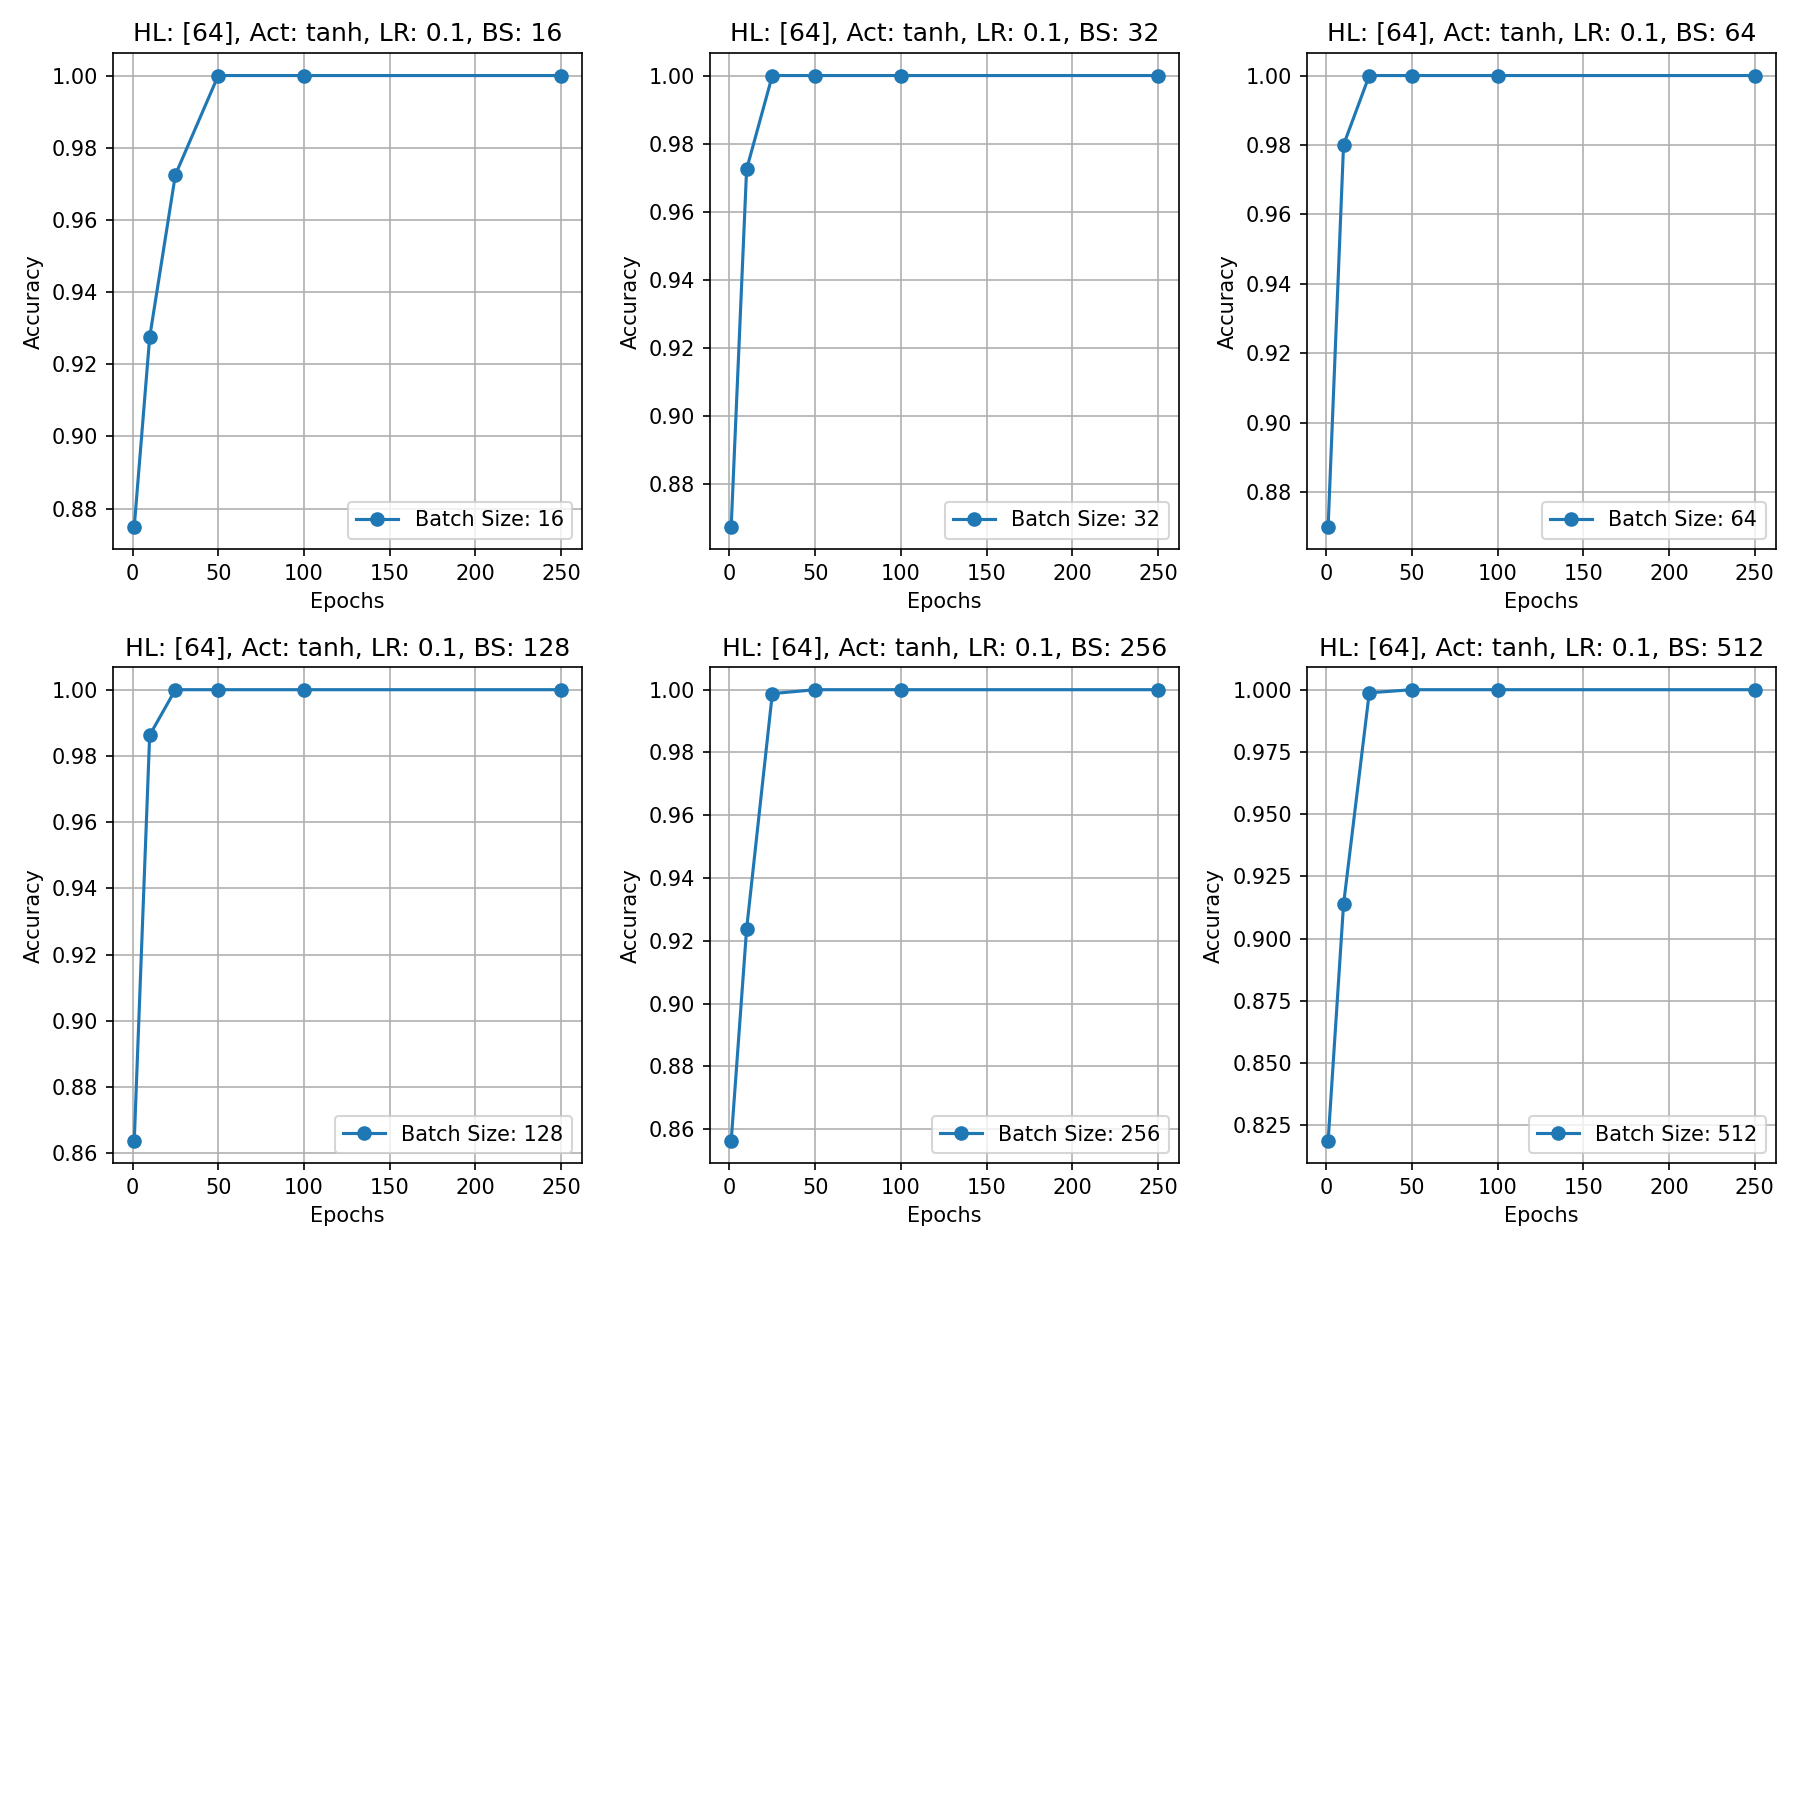 HL: [64], Act: tanh, LR: 0.1, BS: 16
1.00
0.98
0.96
0.94
0.92
0.90
0.88
Accuracy
Batch Size: 16
0 50 100 150 200 250
Epochs
HL: [64], Act: tanh, LR: 0.1, BS: 32
1.00
0.98
0.96
0.94
0.92
0.90
0.88
Accuracy
Batch Size: 32
0 50 100 150 200 250
Epochs
HL: [64], Act: tanh, LR: 0.1, BS: 64
1.00
0.98
0.96
0.94
0.92
0.90
0.88
Accuracy
Batch Size: 64
0 50 100 150 200 250
Epochs
HL: [64], Act: tanh, LR: 0.1, BS: 128
1.00
0.98
0.96
0.94
0.92
0.90
0.88
0.86
Accuracy
Batch Size: 128
0 50 100 150 200 250
Epochs
HL: [64], Act: tanh, LR: 0.1, BS: 256
1.00
0.98
0.96
0.94
0.92
0.90
0.88
0.86
Accuracy
Batch Size: 256
0 50 100 150 200 250
Epochs
HL: [64], Act: tanh, LR: 0.1, BS: 512
1.000
0.975
0.950
0.925
0.900
0.875
0.850
0.825
Accuracy
Batch Size: 512
0 50 100 150 200 250
Epochs